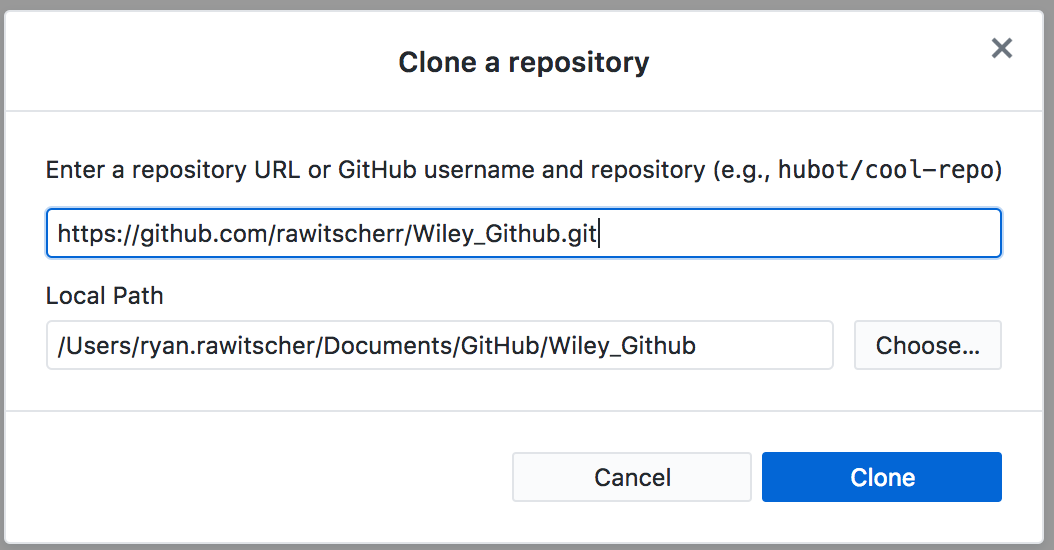 Clone a repository
Enter a repository URL or GitHub username and repository (e.g., hubot/cool-repo)
https://github.com/rawitscherr/Wiley_Github.git
Local Path
/Users/ryan.rawitscher/Documents/GitHub/Wiley_Github
Choose...
Cancel
Clone